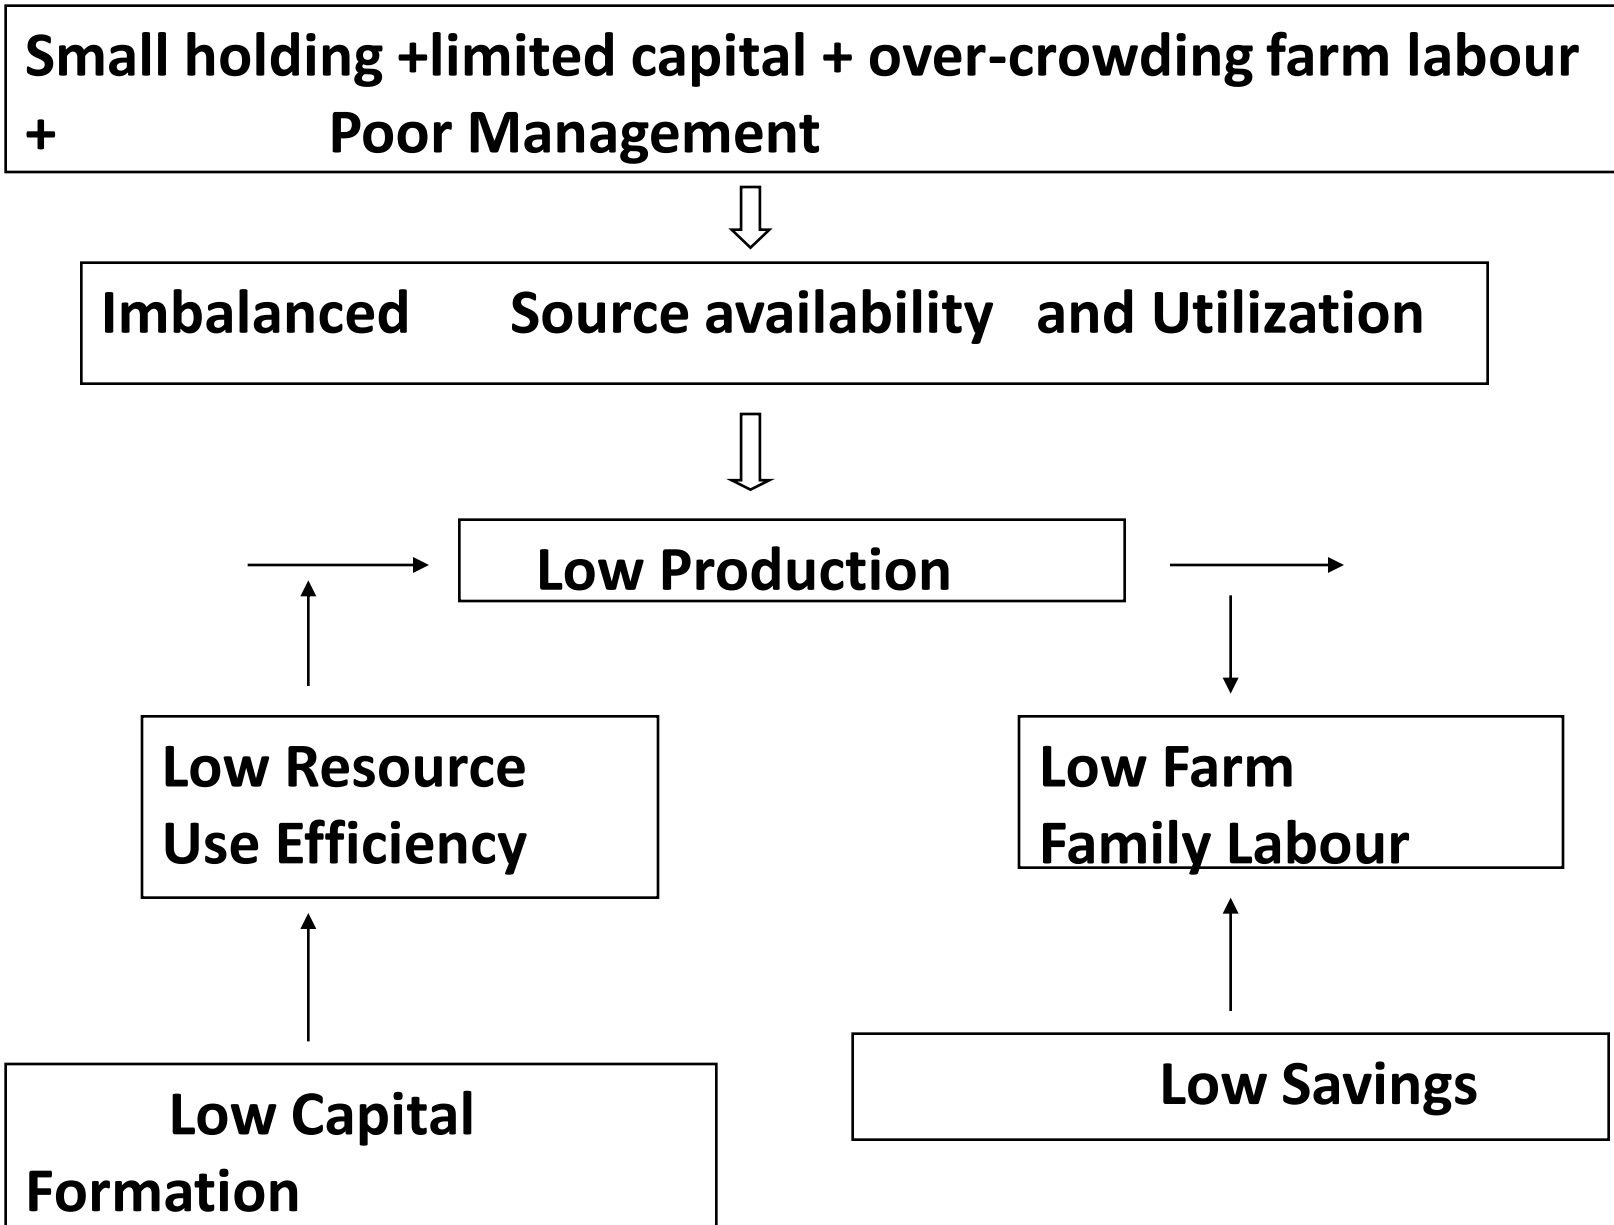 Small holding +limited capital + over-crowding farm labour
+ Poor Management
Imbalanced Source availability and Utilization
Low Production
Low Resource
Use Efficiency
Low Farm
Family Labour
Low Savings
Low Capital
Formation